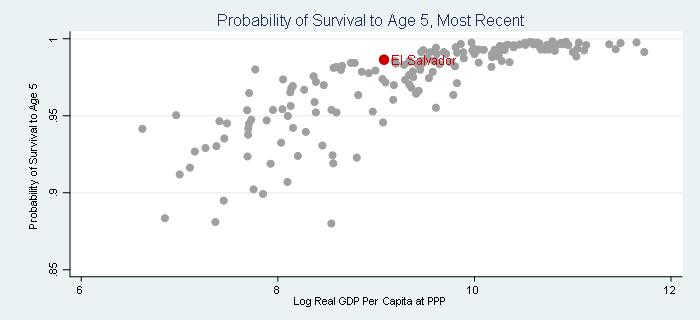 Probability of Survival to Age 5, Most Recent
Probability of Survival to Age 5
1
.95
.9
.85
El Salvador
6
8
10
12
Log Real GDP Per Capita at PPP